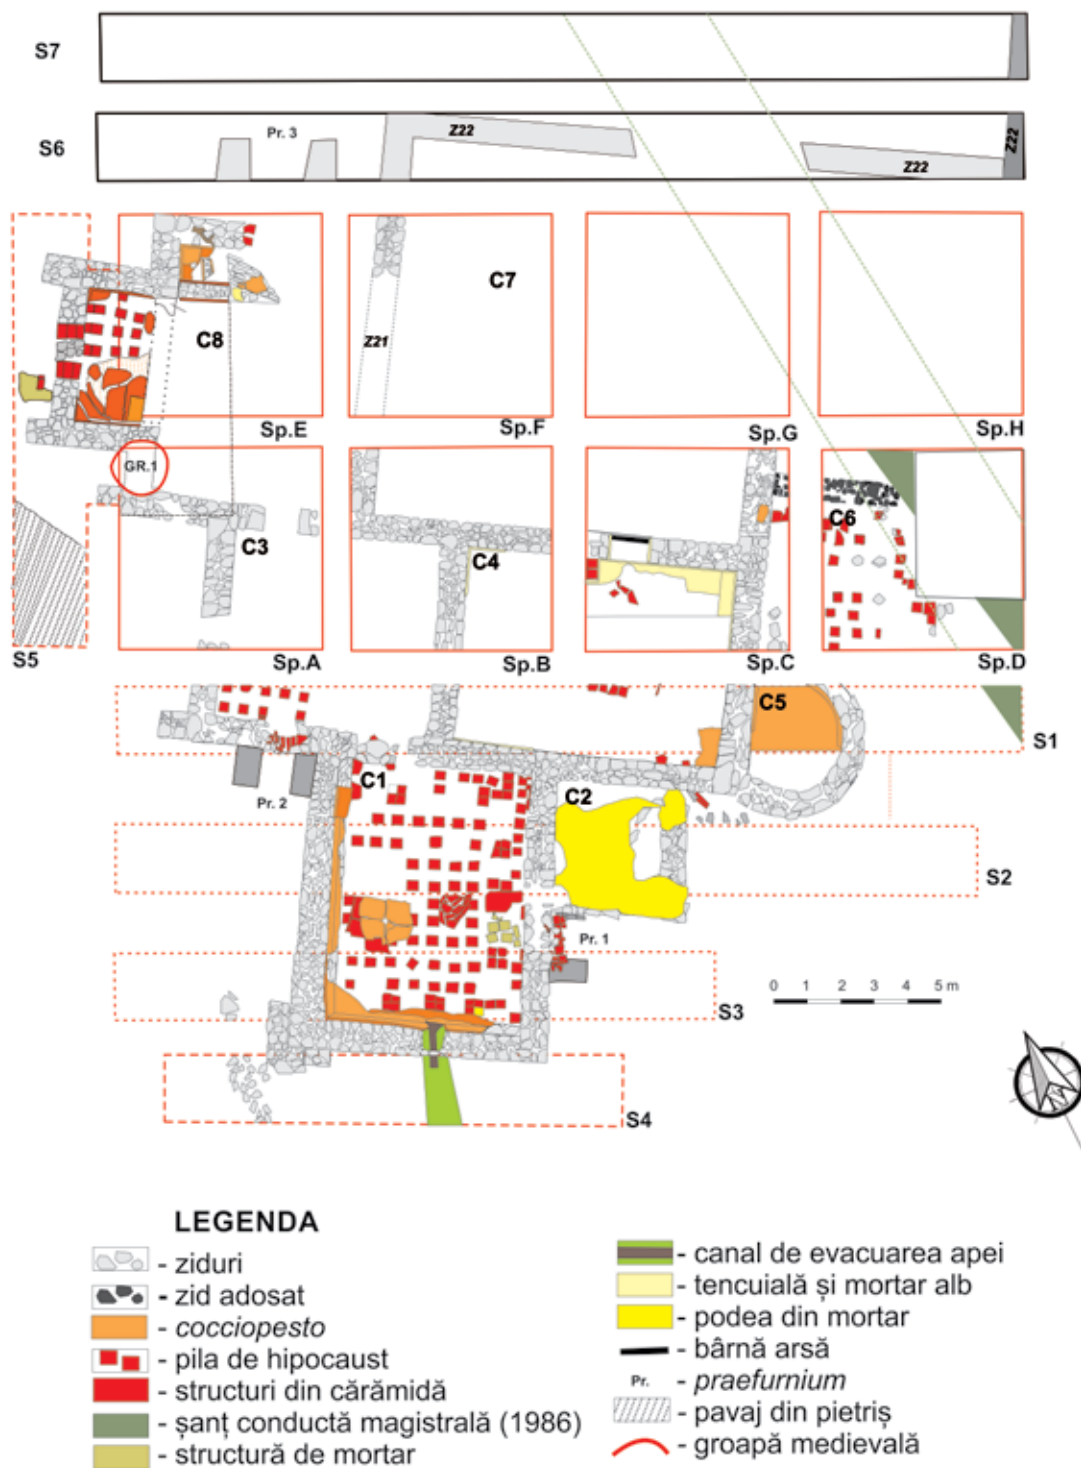 S7
S6
Pr. 3
Z22
Z22
Z22
C8
Z21
C7
Sp.E
Sp.F
Sp.G
Sp.H
GR.1
C3
C4
C6
S5
Sp.A
Sp.B
Sp.C
Sp.D
C5
S1
Pr. 2
C1
C2
S2
Pr. 1
0 1 2 3 4 5 m
S3
S4
N
LEGENDA
- ziduri
- zid adosat
- cocciopesto
- pila de hipocaust
- structuri din cărămidă
- șanț conductă magistrală (1986)
- structură de mortar
- canal de evacuarea apei
- tencuială și mortar alb
- podea din mortar
- bârnă arsă
Pr. - praefurnium
- pavaj din pietriș
- groapă medievală